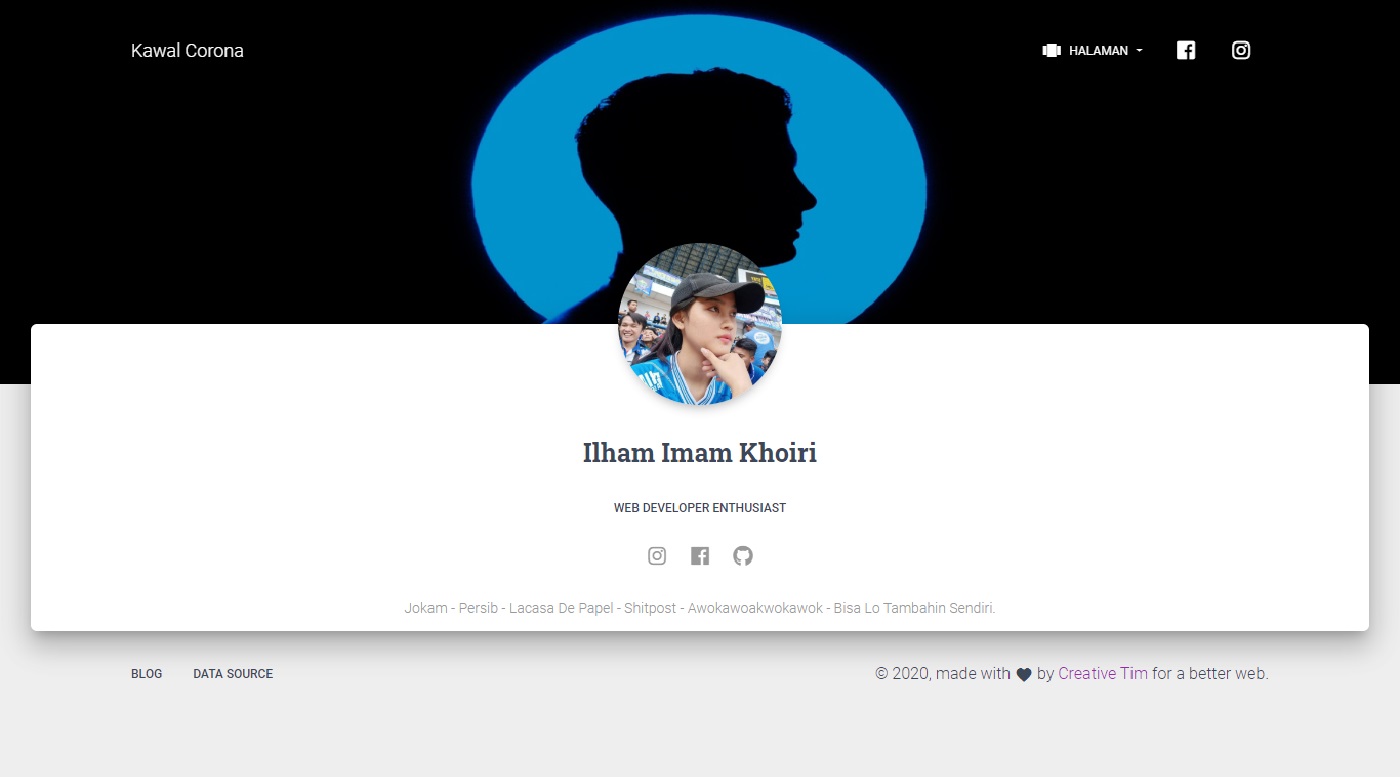 Kawal Corona
HALAMAN
Ilham Imam Khoiri
WEB DEVELOPER ENTHUSIAST
Jokam - Persib - Lacasa De Papel - Shitpost - Awokawoakwokawok - Bisa Lo Tambahin Sendiri.
BLOG DATA SOURCE
© 2020, made with by Creative Tim for a better web.